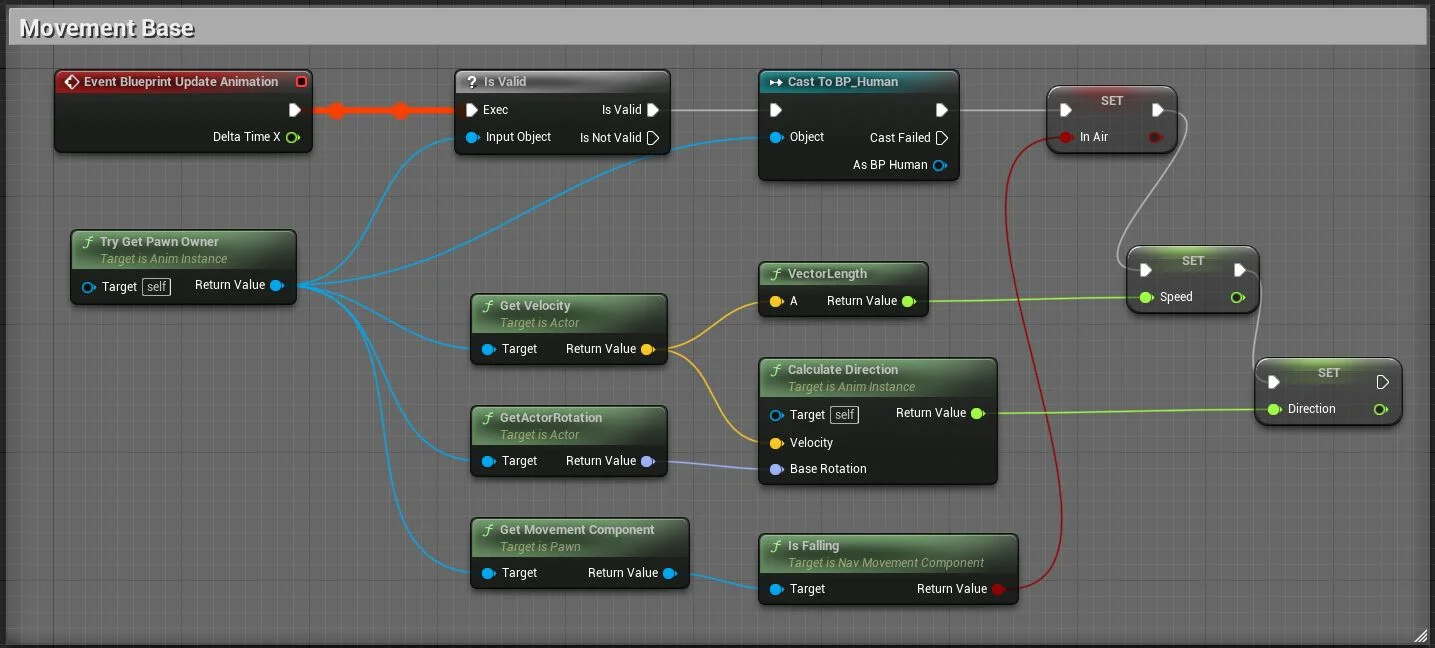 Movement Base
Event Blueprint Update Animation
Delta Time X
? Is Valid
Exec Is Valid
Input Object Is Not Valid
Cast To BP_Human
Object Cast Failed
As BP Human
SET
In Air
f Try Get Pawn Owner
Target is Anim Instance
Target self Return Value
f Get Velocity
Target is Actor
Target Return Value
f VectorLength
A Return Value
SET
Speed
f Calculate Direction
Target is Anim Instance
Target self Return Value
Velocity
Base Rotation
SET
Direction
f GetActorRotation
Target is Actor
Target Return Value
f Get Movement Component
Target is Pawn
Target Return Value
f Is Falling
Target is Nav Movement Component
Target Return Value